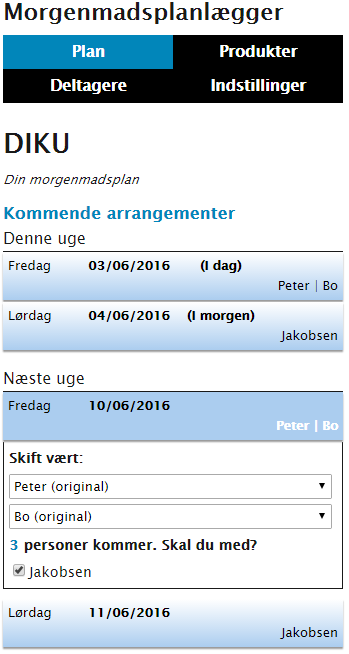 Morgenmadsplanlægger
Plan Produkter
Deltagere Indstillinger
DIKU
Din morgenmadsplan
Kommende arrangementer
Denne uge
Fredag 03/06/2016 (I dag)
Peter | Bo
Lørdag 04/06/2016 (I morgen)
Jakobsen
Næste uge
Fredag 10/06/2016
Peter | Bo
Skift vært:
Peter (original)
Bo (original)
3 personer kommer. Skal du med?
Jakobsen
Lørdag 11/06/2016
Jakobsen